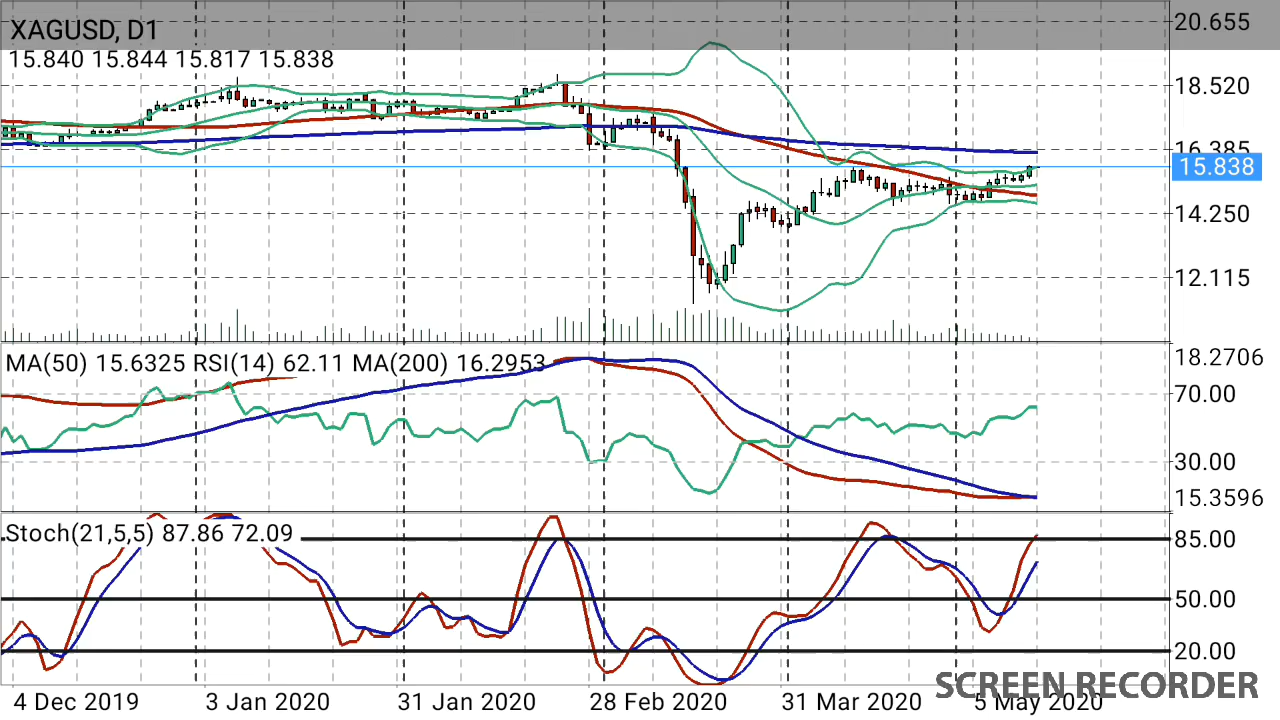 XAGUSD, D1
15.840 15.844 15.817 15.838
20.655
18.520
16.385
15.838
14.250
12.115
MA(50) 15.6325 RSI(14) 62.11 MA(200) 16.2953
18.2706
70.00
30.00
15.3596
Stoch(21,5,5) 87.86 72.09
85.00
50.00
20.00
4 Dec 2019 3 Jan 2020 31 Jan 2020 28 Feb 2020 31 Mar 2020 5 May 2020
SCREEN RECORDER